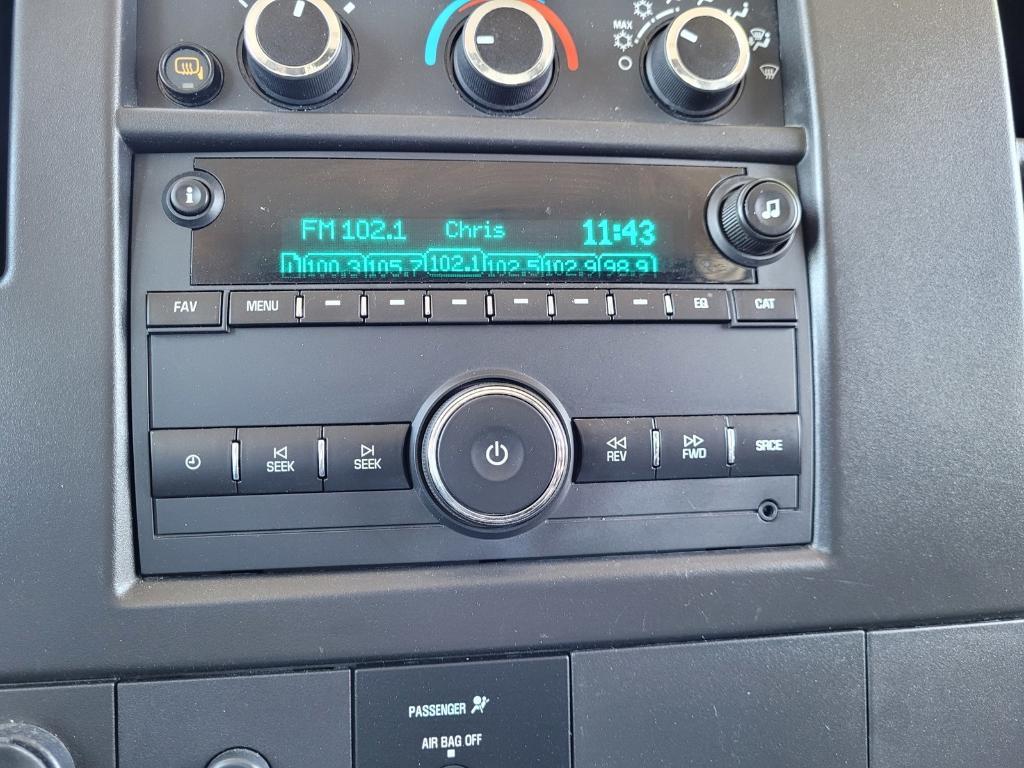 MAX
i
FM 102.1 Chris 11:43
100.3 105.7 102.1 102.5 102.9 98.9
FAV MENU EQ CAT
SEEK SEEK REV FWD SRCE
PASSENGER
AIR BAG OFF